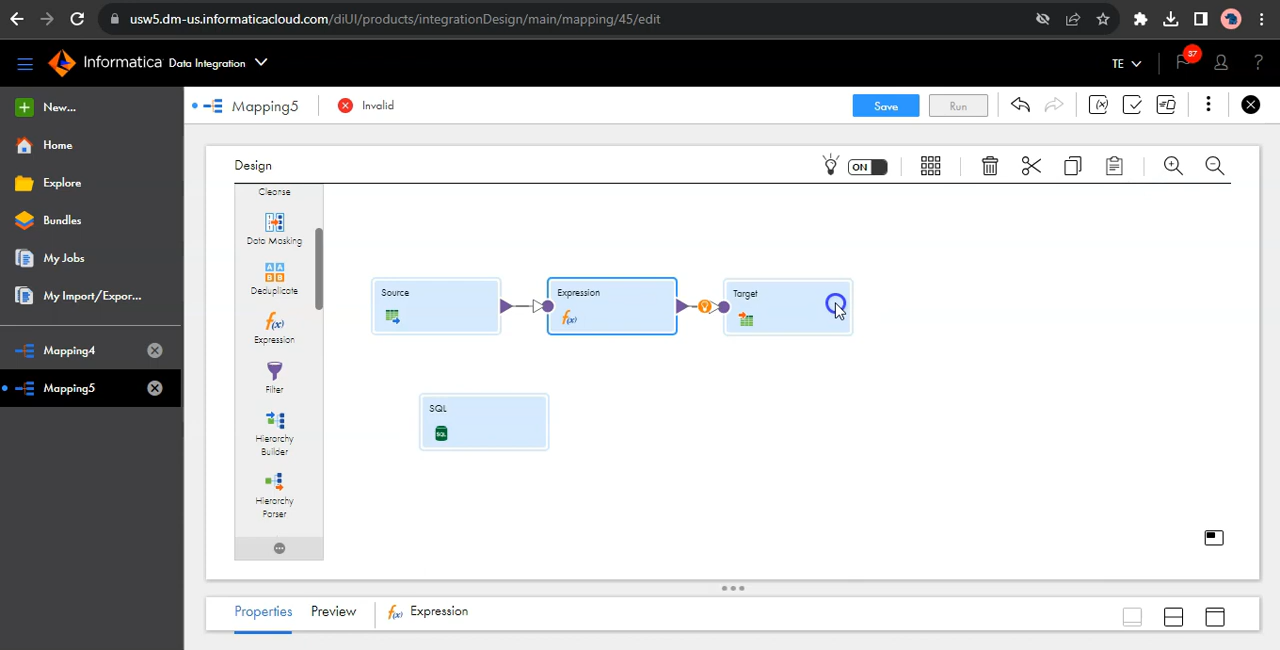 usw5.dm-us.informaticacloud.com/diUI/products/integrationDesign/main/mapping/45/edit
Informatica Data Integration
TE
37
?
New...
Mapping5
Invalid
Save
Run
(x)
Home
Explore
Bundles
My Jobs
My Import/Expor...
Mapping4
Mapping5
Design
ON
Cleanse
Data Masking
Deduplicate
f(x)
Expression
Filter
Hierarchy
Builder
Hierarchy
Parser
Source
Expression
f(x)
Target
SQL
SQL
Properties
Preview
f(x) Expression